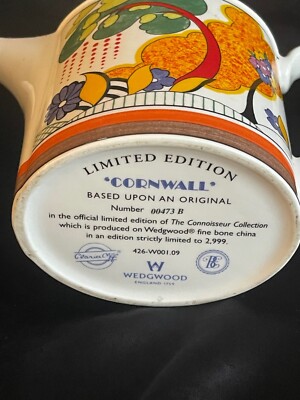 LIMITED EDITION
"CORNWALL"
BASED UPON AN ORIGINAL
Number 00473 B
in the official limited edition of The Connoisseur Collection
which is produced on Wedgwood® fine bone china
in an edition strictly limited to 2,999.
426-W001.09
Clarice Cliff
W
WEDGWOOD